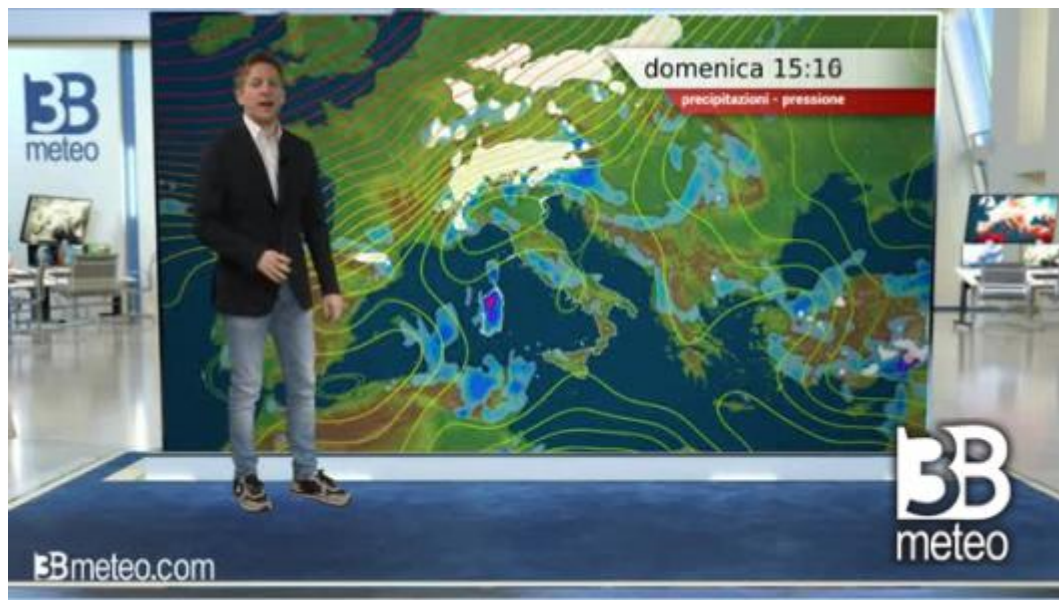 3B
meteo
domenica 15:16
precipitazioni - pressione
3B
meteo
3Bmeteo.com